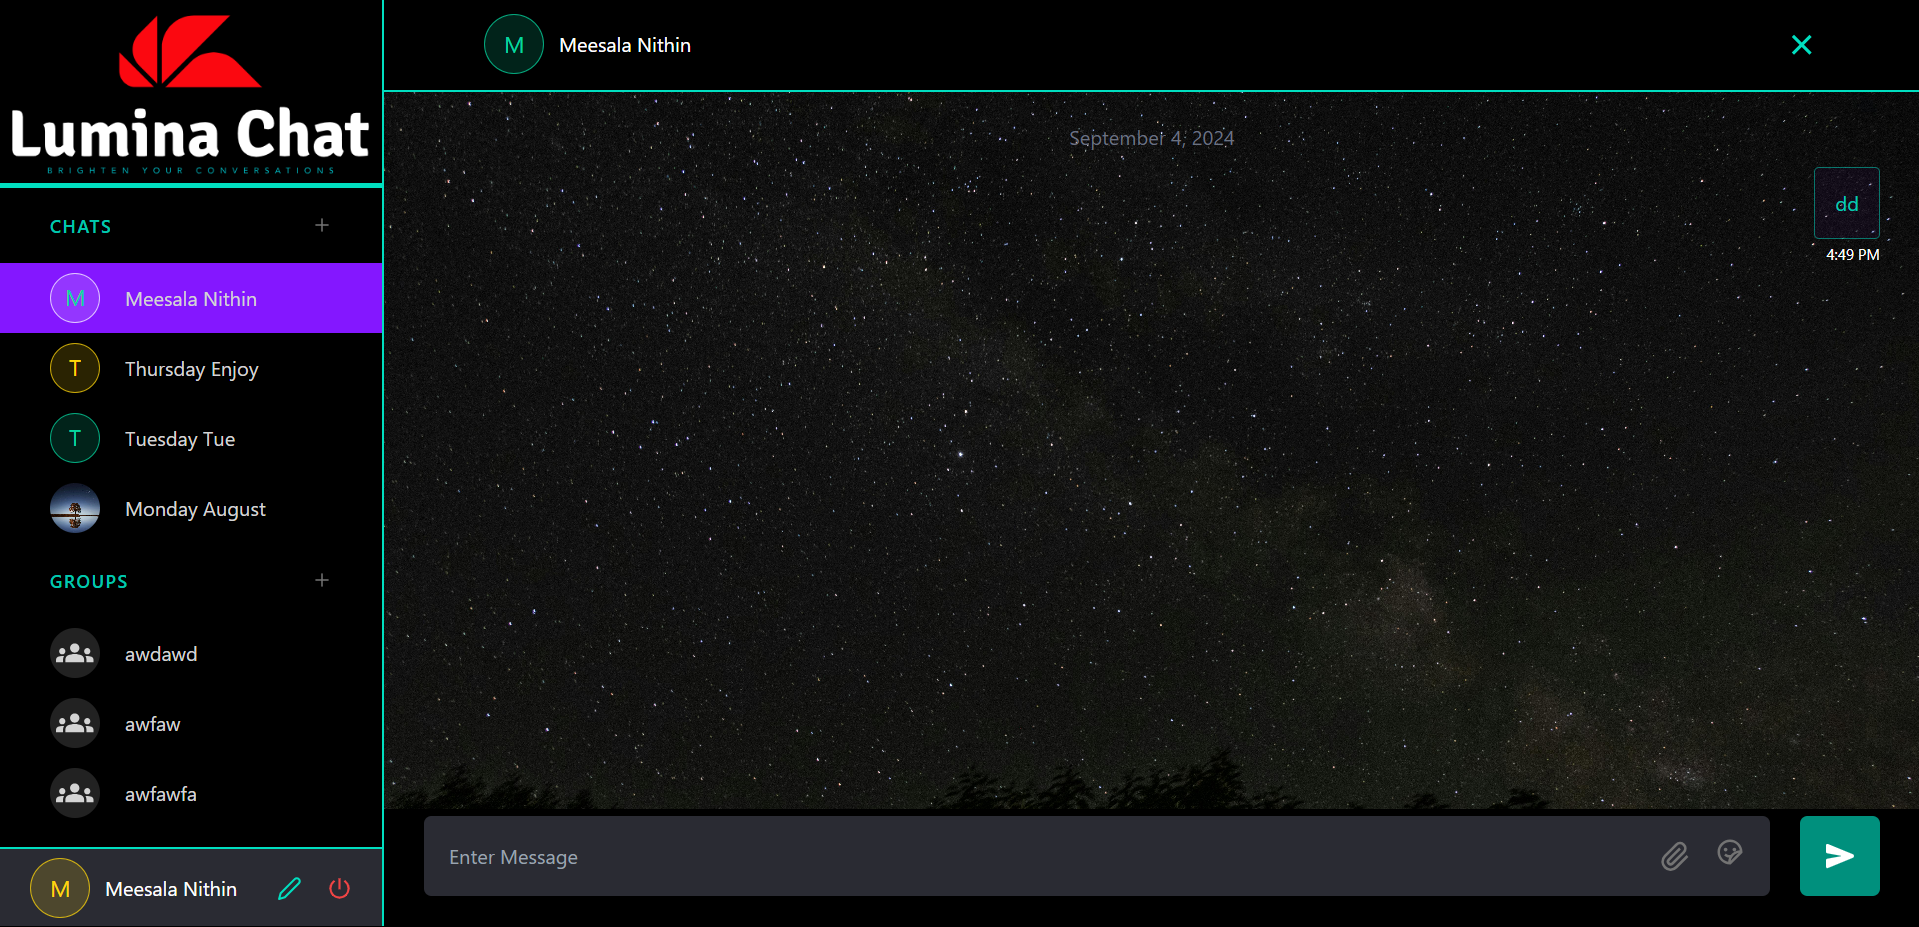 Lumina Chat
BRIGHTEN YOUR CONVERSATIONS
CHATS
M Meesala Nithin
T Thursday Enjoy
T Tuesday Tue
Monday August
GROUPS
awdawd
awfaw
awfawfa
M Meesala Nithin
M Meesala Nithin
September 4, 2024
dd
4:49 PM
Enter Message